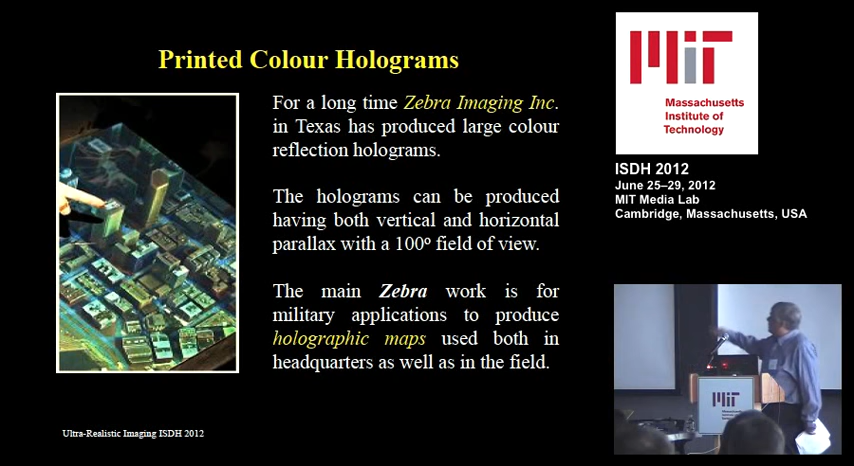 Printed Colour Holograms
For a long time Zebra Imaging Inc.
in Texas has produced large colour
reflection holograms.
The holograms can be produced
having both vertical and horizontal
parallax with a 100º field of view.
The main Zebra work is for
military applications to produce
holographic maps used both in
headquarters as well as in the field.
Ultra-Realistic Imaging ISDH 2012
MIT
Massachusetts
Institute of
Technology
ISDH 2012
June 25–29, 2012
MIT Media Lab
Cambridge, Massachusetts, USA
MIT